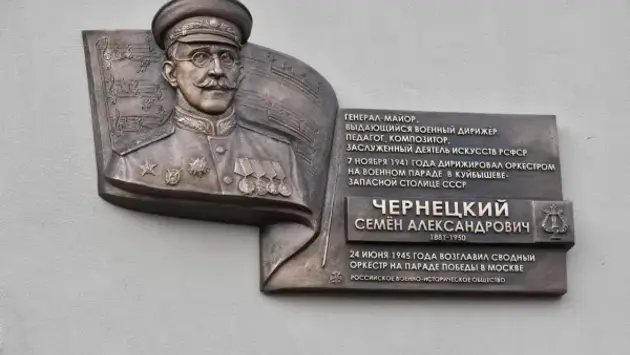 ГЕНЕРАЛ-МАЙОР,
ВЫДАЮЩИЙСЯ ВОЕННЫЙ ДИРИЖЕР,
ПЕДАГОГ, КОМПОЗИТОР,
ЗАСЛУЖЕННЫЙ ДЕЯТЕЛЬ ИСКУССТВ РСФСР
7 НОЯБРЯ 1941 ГОДА ДИРИЖИРОВАЛ ОРКЕСТРОМ
НА ВОЕННОМ ПАРАДЕ В КУЙБЫШЕВЕ-
ЗАПАСНОЙ СТОЛИЦЕ СССР
ЧЕРНЕЦКИЙ
СЕМЁН АЛЕКСАНДРОВИЧ
1881-1950
24 ИЮНЯ 1945 ГОДА ВОЗГЛАВИЛ СВОДНЫЙ
ОРКЕСТР НА ПАРАДЕ ПОБЕДЫ В МОСКВЕ
РОССИЙСКОЕ ВОЕННО-ИСТОРИЧЕСКОЕ ОБЩЕСТВО